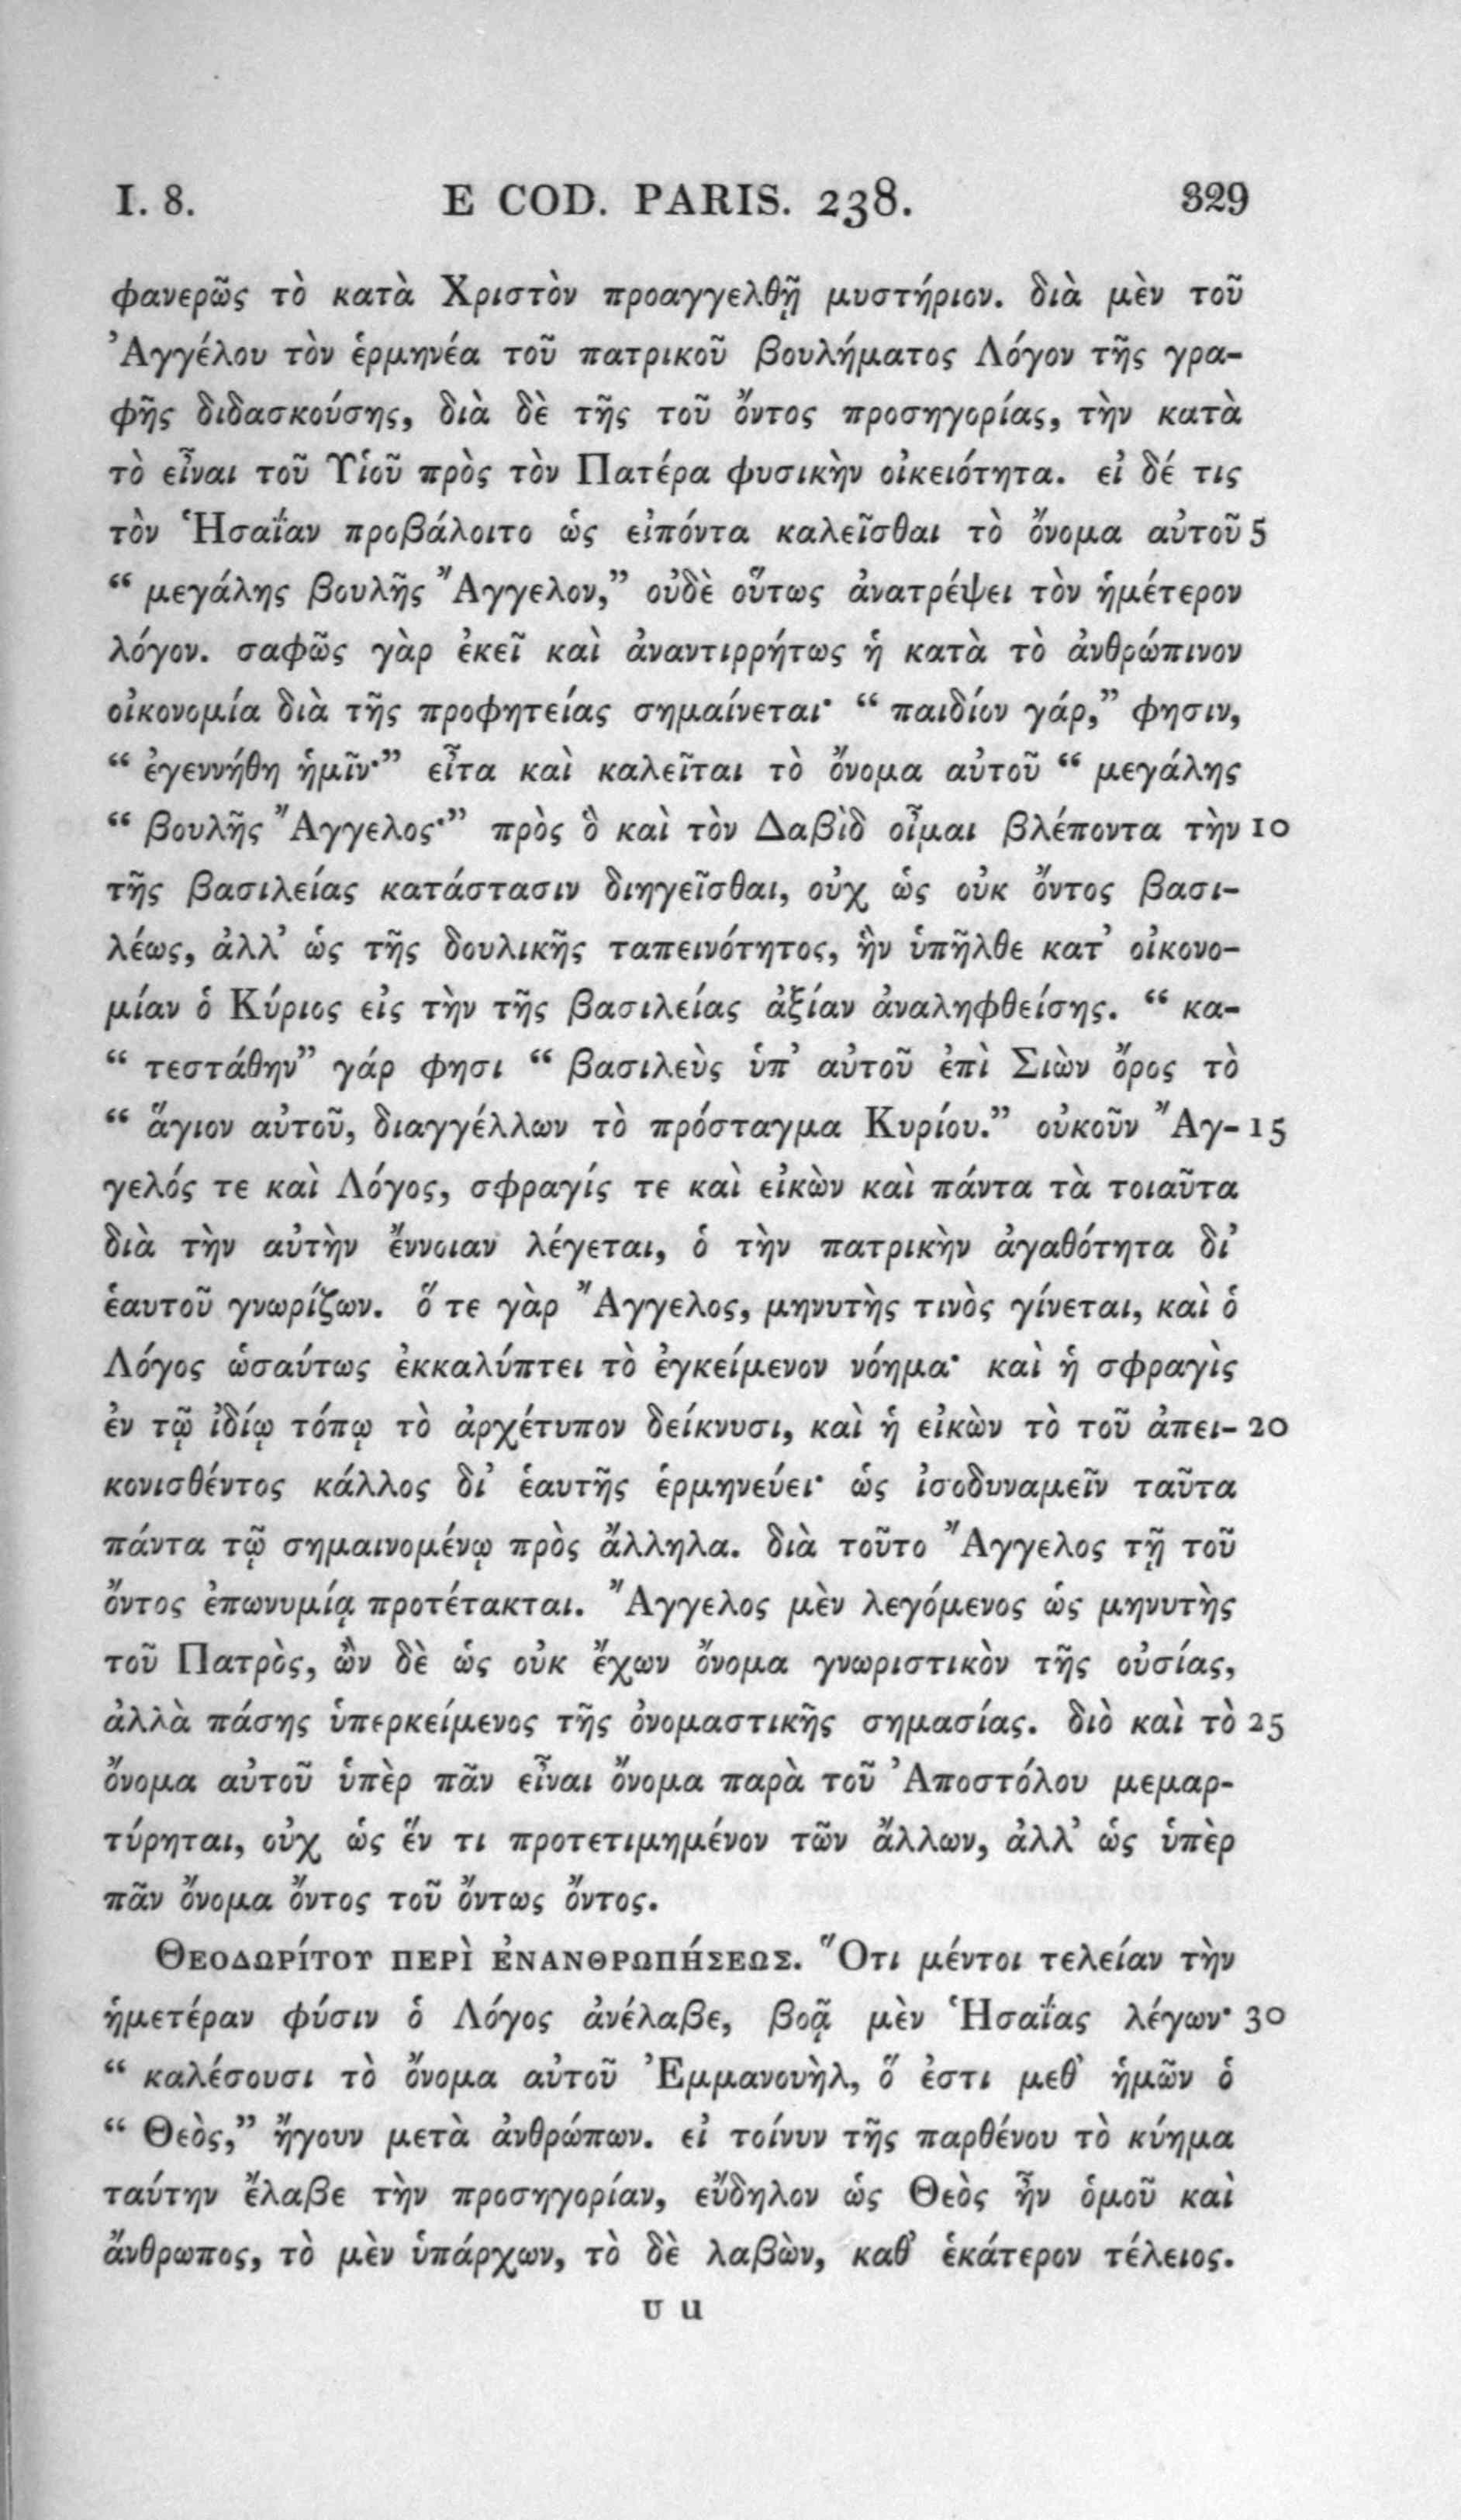 I. 8. E COD. PARIS. 238. 329
φανερῶς τὸ κατὰ Χριστὸν προαγγελθῇ μυστήριον. διὰ μὲν τοῦ
Ἀγγέλου τὸν ἑρμηνέα τοῦ πατρικοῦ βουλήματος Λόγον τῆς γρα-
φῆς διδασκούσης, διὰ δὲ τῆς τοῦ ὄντος προσηγορίας, τὴν κατὰ
τὸ εἶναι τοῦ Υἱοῦ πρὸς τὸν Πατέρα φυσικὴν οἰκειότητα. εἰ δέ τις
τὸν Ἡσαΐαν προβάλοιτο ὡς εἰπόντα καλεῖσθαι τὸ ὄνομα αὐτοῦ 5
“ μεγάλης βουλῆς Ἄγγελον,” οὐδὲ οὕτως ἀνατρέψει τὸν ἡμέτερον
λόγον. σαφῶς γὰρ ἐκεῖ καὶ ἀναντιρρήτως ἡ κατὰ τὸ ἀνθρώπινον
οἰκονομία διὰ τῆς προφητείας σημαίνεται· “ παιδίον γάρ,” φησιν,
“ ἐγεννήθη ἡμῖν·” εἶτα καὶ καλεῖται τὸ ὄνομα αὐτοῦ “ μεγάλης
“ βουλῆς Ἄγγελος·” πρὸς ὃ καὶ τὸν Δαβὶδ οἶμαι βλέποντα τὴν 10
τῆς βασιλείας κατάστασιν διηγεῖσθαι, οὐχ ὡς οὐκ ὄντος βασι-
λέως, ἀλλ’ ὡς τῆς δουλικῆς ταπεινότητος, ἣν ὑπῆλθε κατ’ οἰκονο-
μίαν ὁ Κύριος εἰς τὴν τῆς βασιλείας ἀξίαν ἀναληφθείσης. “ κα-
“ τεστάθην” γάρ φησι “ βασιλεὺς ὑπ’ αὐτοῦ ἐπὶ Σιὼν ὄρος τὸ
“ ἅγιον αὐτοῦ, διαγγέλλων τὸ πρόσταγμα Κυρίου.” οὐκοῦν Ἄγ- 15
γελός τε καὶ Λόγος, σφραγίς τε καὶ εἰκὼν καὶ πάντα τὰ τοιαῦτα
διὰ τὴν αὐτὴν ἔννοιαν λέγεται, ὁ τὴν πατρικὴν ἀγαθότητα δι’
ἑαυτοῦ γνωρίζων. ὅ τε γὰρ Ἄγγελος, μηνυτὴς τινὸς γίνεται, καὶ ὁ
Λόγος ὡσαύτως ἐκκαλύπτει τὸ ἐγκείμενον νόημα· καὶ ἡ σφραγὶς
ἐν τῷ ἰδίῳ τόπῳ τὸ ἀρχέτυπον δείκνυσι, καὶ ἡ εἰκὼν τὸ τοῦ ἀπει- 20
κονισθέντος κάλλος δι’ ἑαυτῆς ἑρμηνεύει· ὡς ἰσοδυναμεῖν ταῦτα
πάντα τῷ σημαινομένῳ πρὸς ἄλληλα. διὰ τοῦτο Ἄγγελος τῇ τοῦ
ὄντος ἐπωνυμίᾳ προτέτακται. Ἄγγελος μὲν λεγόμενος ὡς μηνυτὴς
τοῦ Πατρὸς, ὢν δὲ ὡς οὐκ ἔχων ὄνομα γνωριστικὸν τῆς οὐσίας,
ἀλλὰ πάσης ὑπερκείμενος τῆς ὀνομαστικῆς σημασίας. διὸ καὶ τὸ 25
ὄνομα αὐτοῦ ὑπὲρ πᾶν εἶναι ὄνομα παρὰ τοῦ Ἀποστόλου μεμαρ-
τύρηται, οὐχ ὡς ἕν τι προτετιμημένον τῶν ἄλλων, ἀλλ’ ὡς ὑπὲρ
πᾶν ὄνομα ὄντος τοῦ ὄντως ὄντος.
ΘΕΟΔΩΡΊΤΟΥ ΠΕΡῚ ἘΝΑΝΘΡΩΠΉΣΕΩΣ. Ὅτι μέντοι τελείαν τὴν
ἡμετέραν φύσιν ὁ Λόγος ἀνέλαβε, βοᾷ μὲν Ἡσαΐας λέγων· 30
“ καλέσουσι τὸ ὄνομα αὐτοῦ Ἐμμανουὴλ, ὅ ἐστι μεθ’ ἡμῶν ὁ
“ Θεὸς,” ἤγουν μετὰ ἀνθρώπων. εἰ τοίνυν τῆς παρθένου τὸ κύημα
ταύτην ἔλαβε τὴν προσηγορίαν, εὔδηλον ὡς Θεὸς ἦν ὁμοῦ καὶ
ἄνθρωπος, τὸ μὲν ὑπάρχων, τὸ δὲ λαβὼν, καθ’ ἑκάτερον τέλειος.
U u